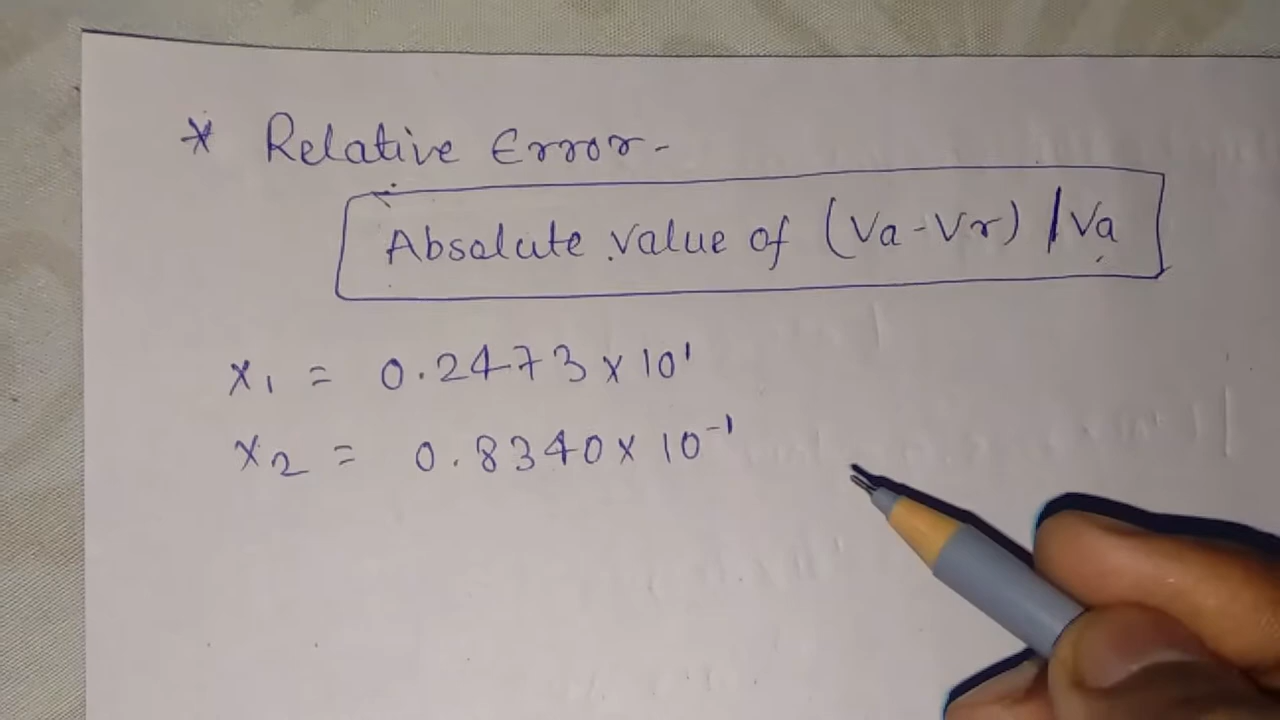 * Relative Error-
Absolute value of (Va-Vr) / Va
x₁ = 0.2473 x 10¹
x₂ = 0.8340 x 10⁻¹